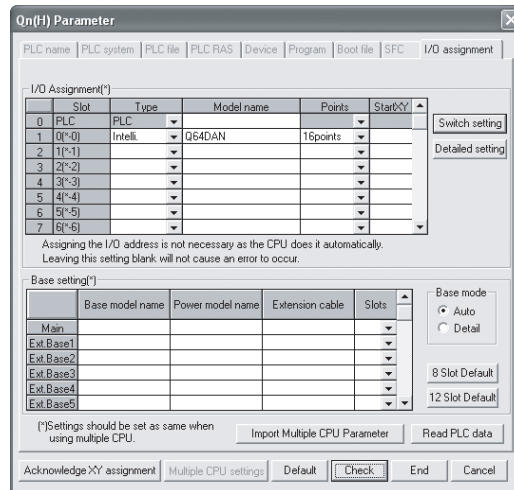 Qn(H) Parameter
PLC name PLC system PLC file PLC RAS Device Program Boot file SFC I/O assignment
I/O Assignment(*)
Slot Type Model name Points StartXY
0 PLC PLC
1 0(*-0) Intelli. Q64DAN 16points
2 1(*-1)
3 2(*-2)
4 3(*-3)
5 4(*-4)
6 5(*-5)
7 6(*-6)
Switch setting
Detailed setting
Assigning the I/O address is not necessary as the CPU does it automatically.
Leaving this setting blank will not cause an error to occur.
Base setting(*)
Base model name Power model name Extension cable Slots
Main
Ext.Base1
Ext.Base2
Ext.Base3
Ext.Base4
Ext.Base5
Base mode
Auto
Detail
8 Slot Default
12 Slot Default
(*)Settings should be set as same when
using multiple CPU.
Import Multiple CPU Parameter Read PLC data
Acknowledge XY assignment Multiple CPU settings Default Check End Cancel